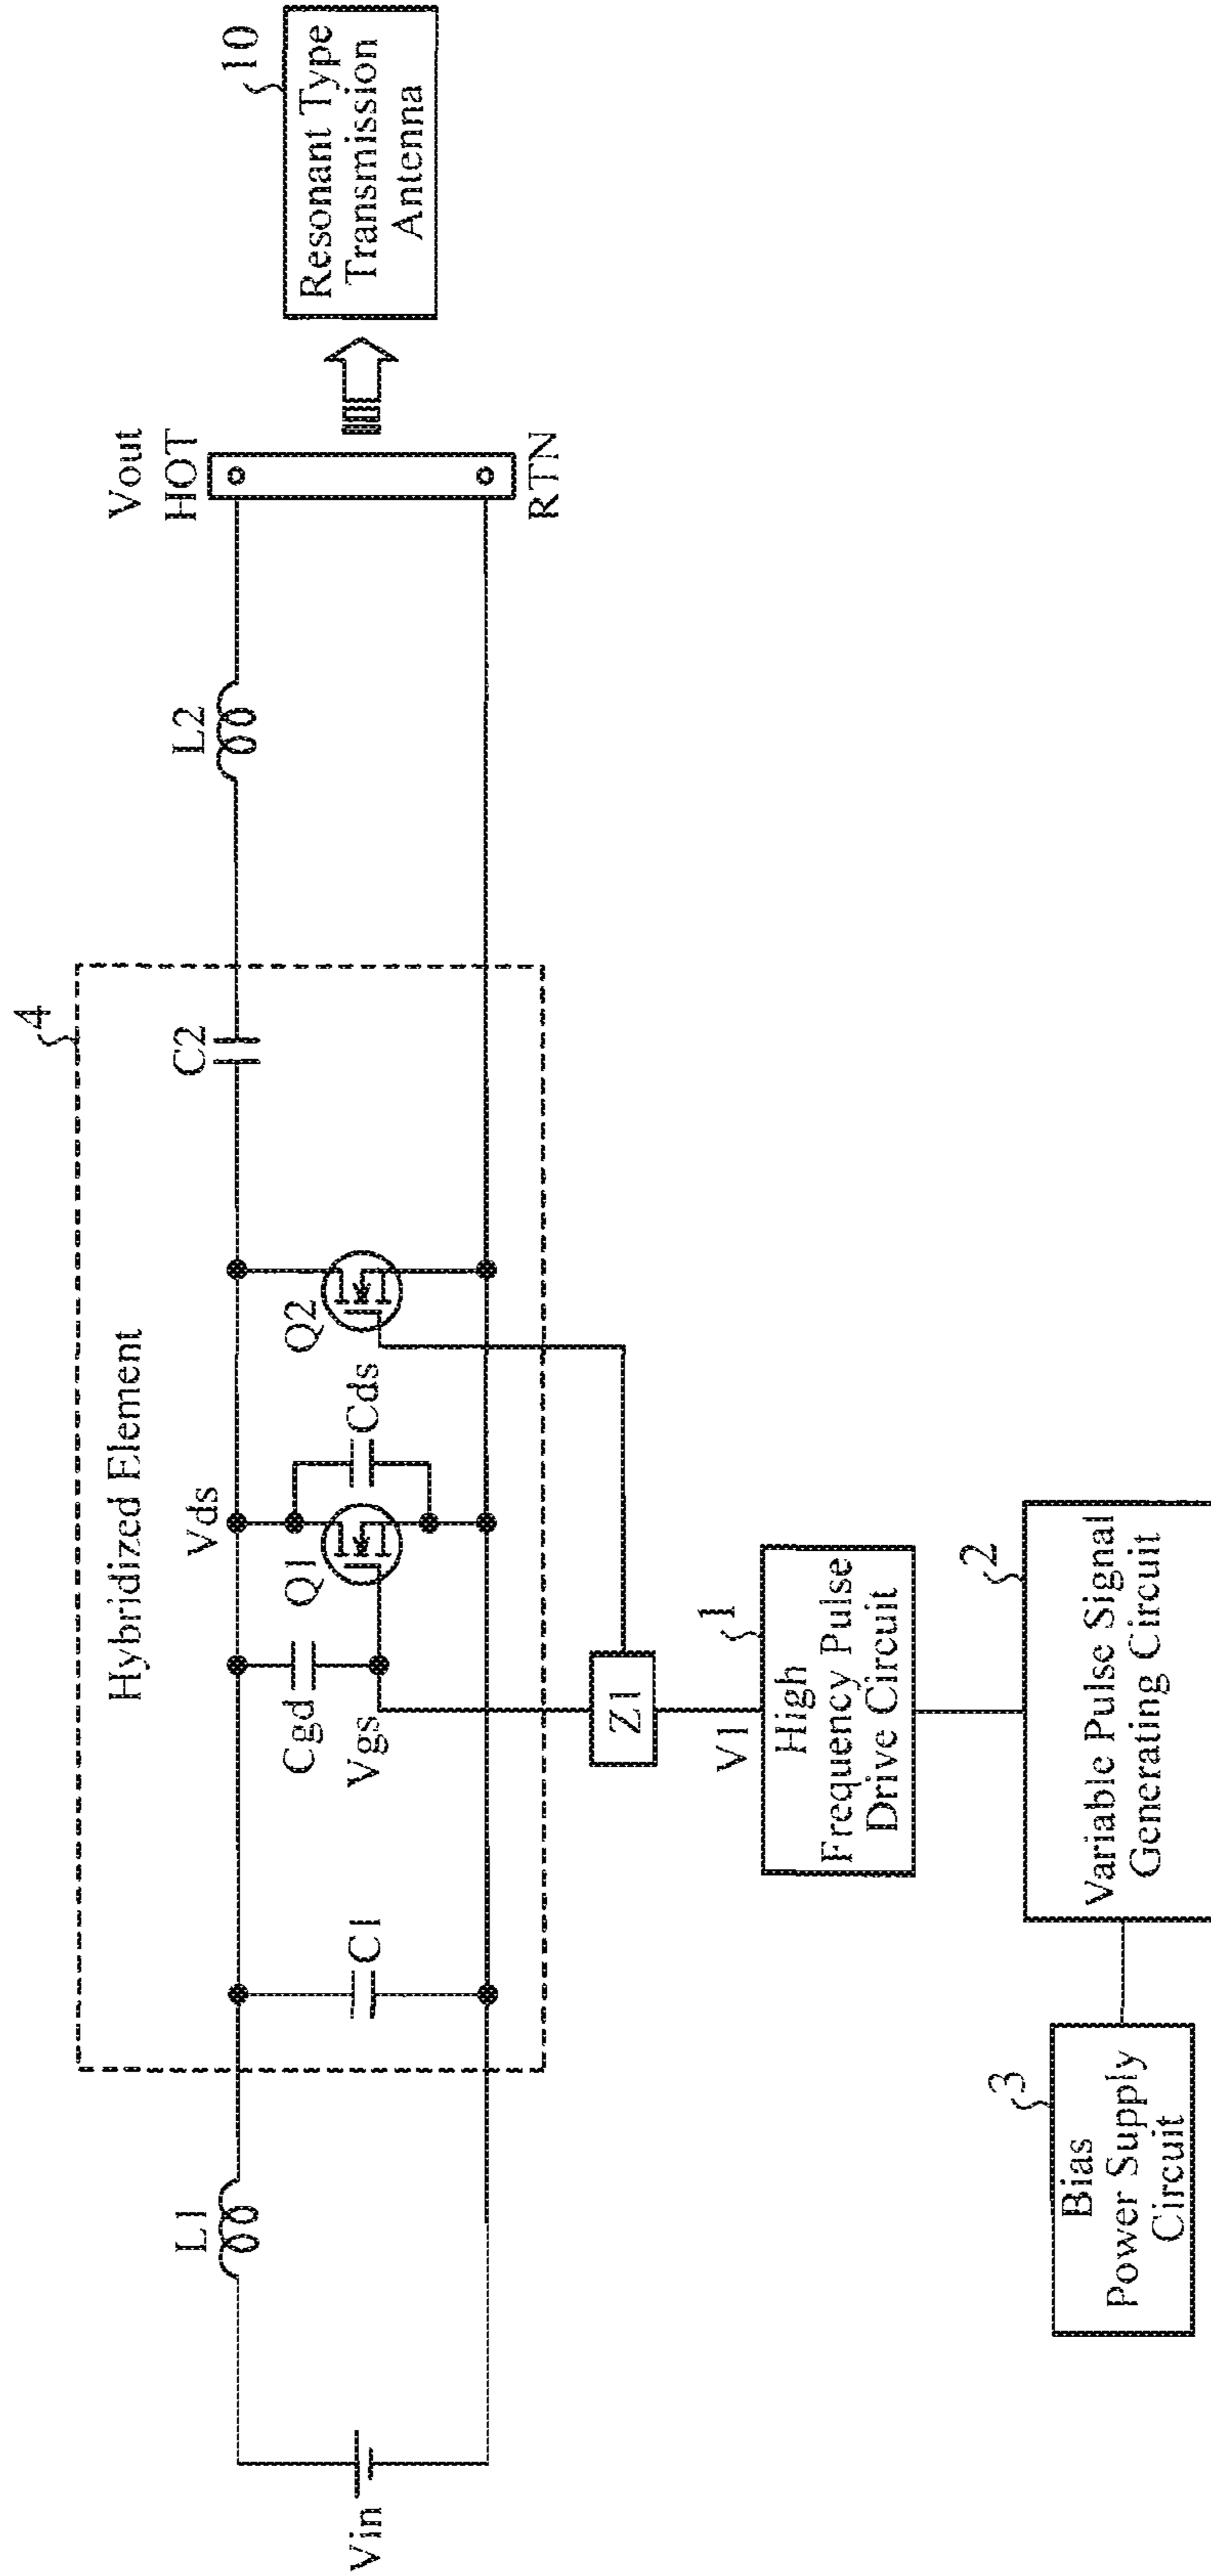 Hybridized Element
4
Vin
L1
C1
Cgd
Vgs
Vds
Q1
Cds
Q2
C2
L2
Vout
HOT
RTN
10
Resonant Type
Transmission
Antenna
Z1
V1
1
High
Frequency Pulse
Drive Circuit
2
Variable Pulse Signal
Generating Circuit
3
Bias
Power Supply
Circuit